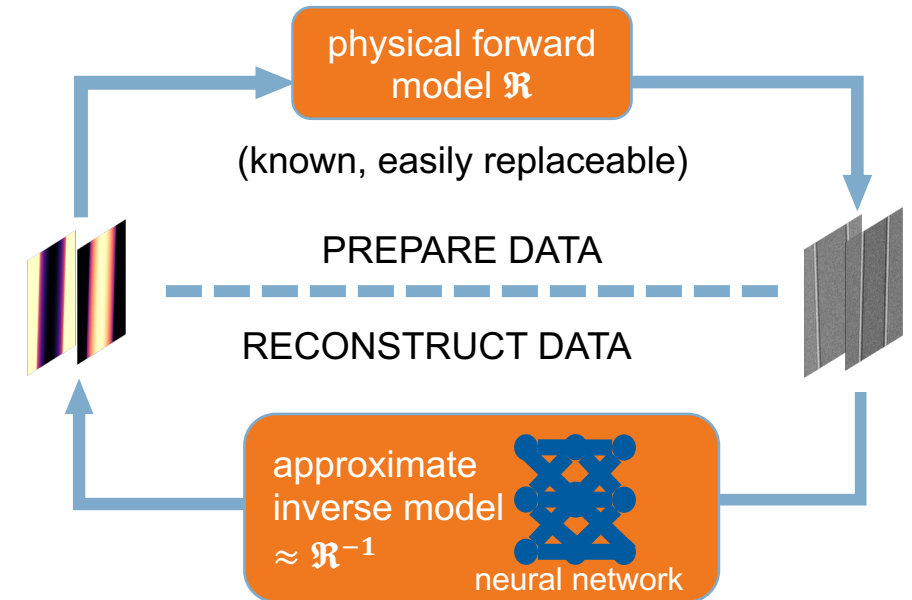 physical forward
model ℜ
(known, easily replaceable)
PREPARE DATA
RECONSTRUCT DATA
approximate
inverse model
≈ ℜ⁻¹
neural network